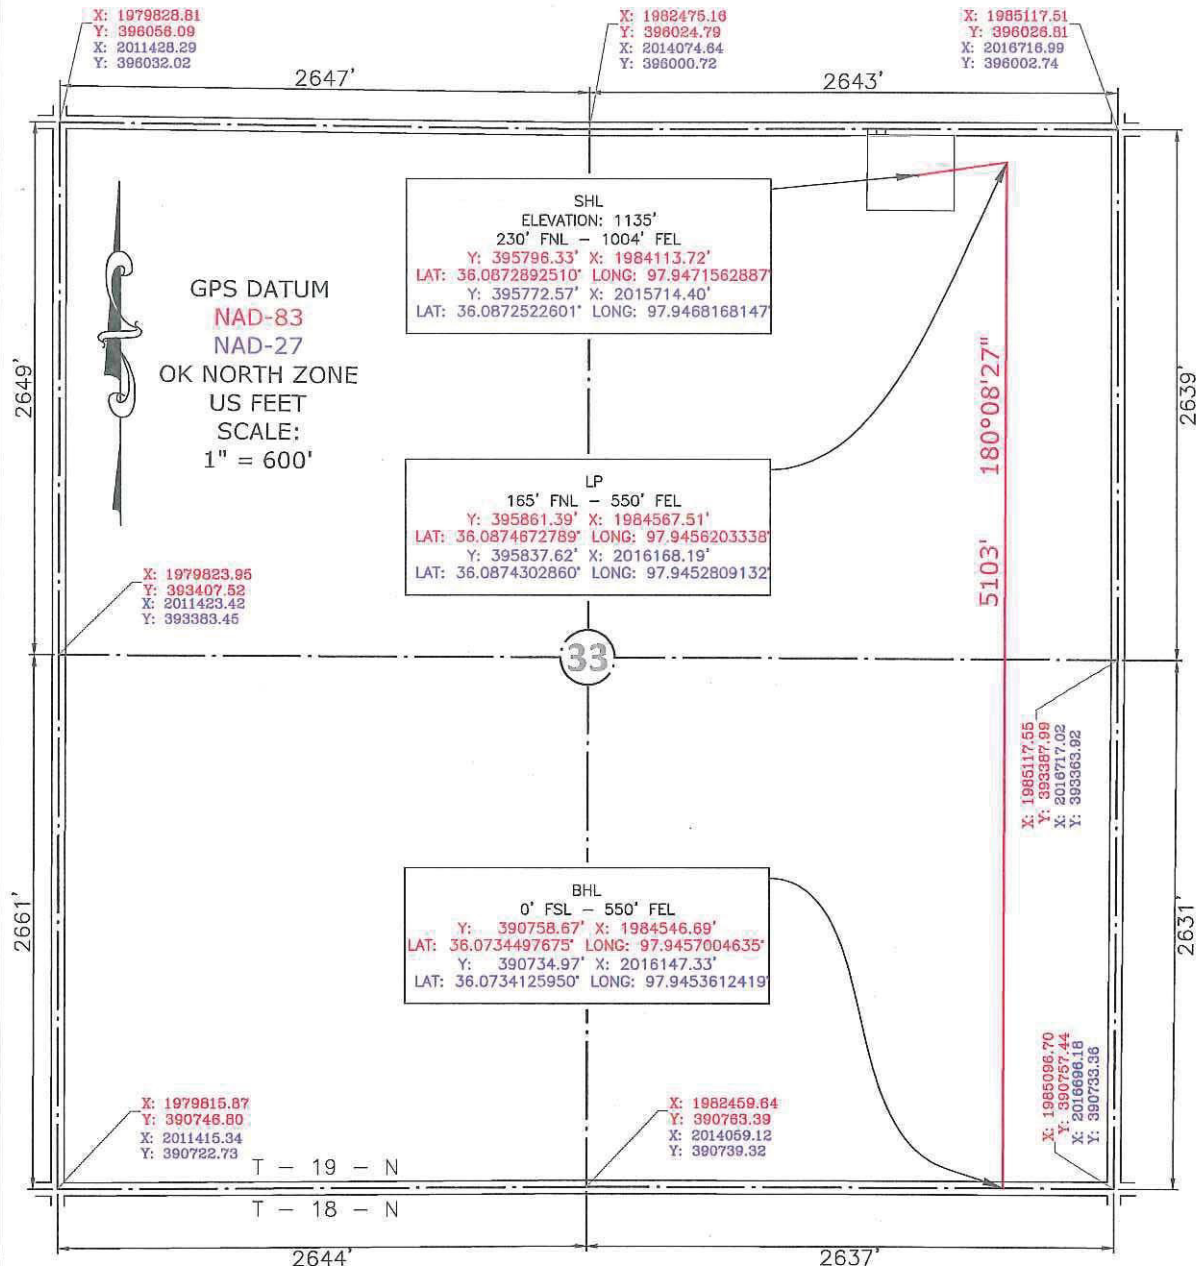 X: 1979828.81
Y: 396056.09
X: 2011428.29
Y: 396032.02
X: 1982475.16
Y: 396024.79
X: 2014074.64
Y: 396000.72
X: 1985117.51
Y: 396026.81
X: 2016716.99
Y: 396002.74
2647'
2643'
SHL
ELEVATION: 1135'
230' FNL – 1004' FEL
Y: 395796.33' X: 1984113.72'
LAT: 36.0872892510° LONG: 97.9471562887°
Y: 395772.57' X: 2015714.40'
LAT: 36.0872522601° LONG: 97.9468168147°
GPS DATUM
NAD-83
NAD-27
OK NORTH ZONE
US FEET
SCALE:
1" = 600'
2649'
2639'
180°08'27"
5103'
LP
165' FNL – 550' FEL
Y: 395861.39' X: 1984567.51'
LAT: 36.0874672789° LONG: 97.9456203338°
Y: 395837.62' X: 2016168.19'
LAT: 36.0874302860° LONG: 97.9452809132°
X: 1979823.95
Y: 393407.52
X: 2011423.42
Y: 393383.45
33
X: 1985117.55
Y: 393387.99
X: 2016717.02
Y: 393363.92
2661'
2631'
BHL
0' FSL – 550' FEL
Y: 390758.67' X: 1984546.69'
LAT: 36.0734497675° LONG: 97.9457004635°
Y: 390734.97' X: 2016147.33'
LAT: 36.0734125950° LONG: 97.9453612419°
X: 1979815.87
Y: 390746.80
X: 2011415.34
Y: 390722.73
X: 1982459.64
Y: 390763.39
X: 2014059.12
Y: 390739.32
X: 1985096.70
Y: 390757.44
X: 2016696.18
Y: 390733.36
T – 19 – N
T – 18 – N
2644'
2637'